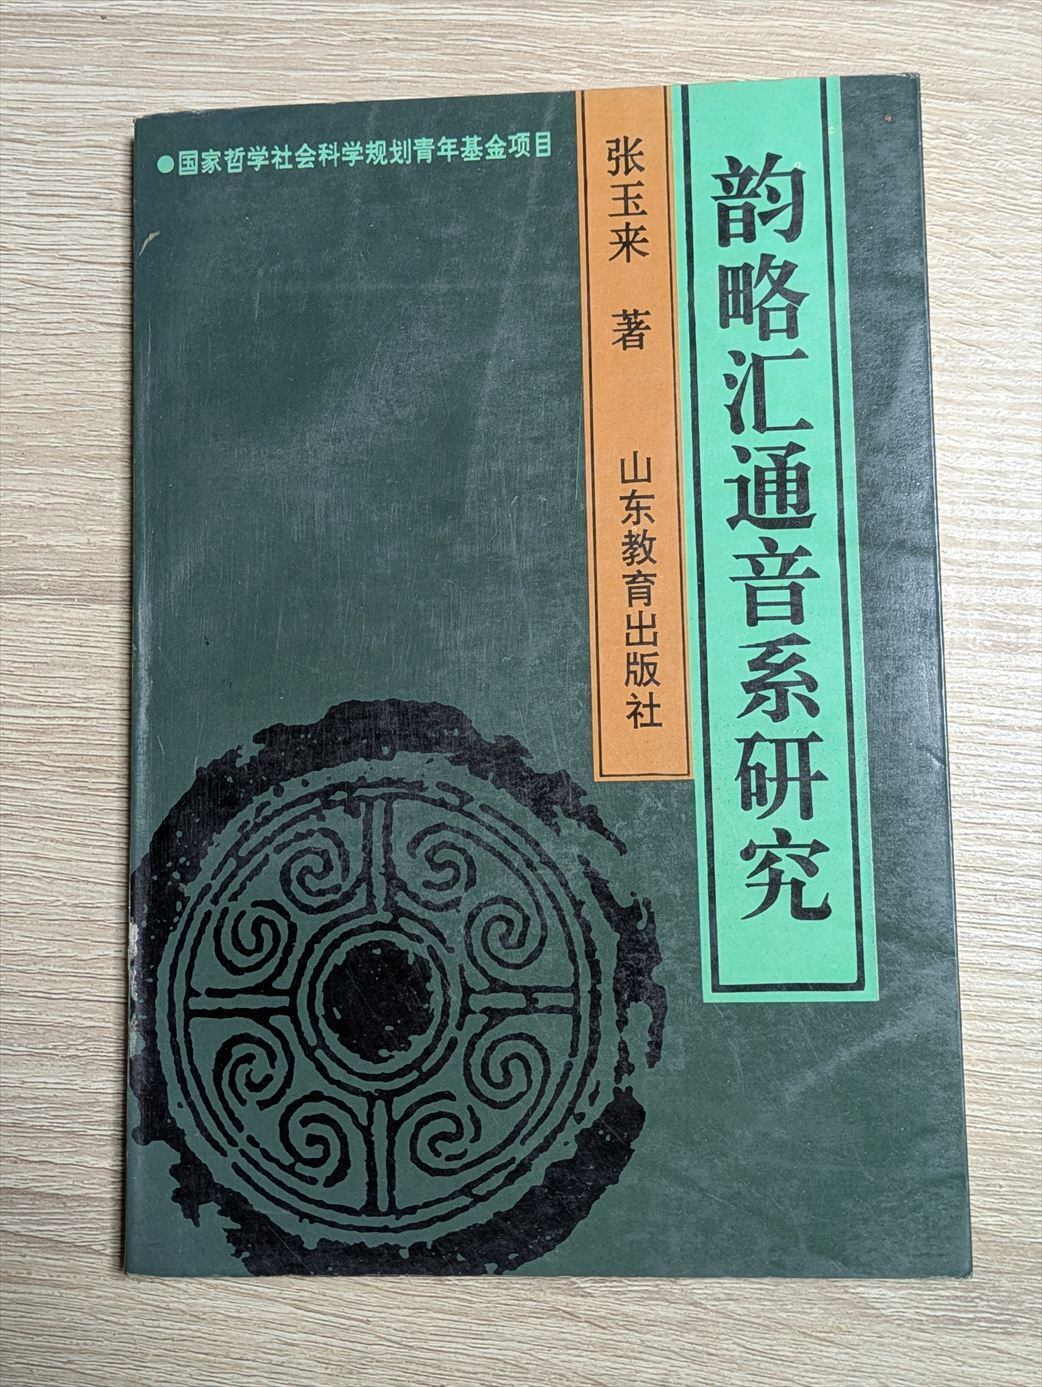 ●国家哲学社会科学规划青年基金项目
韵略汇通音系研究
张玉来 著
山东教育出版社